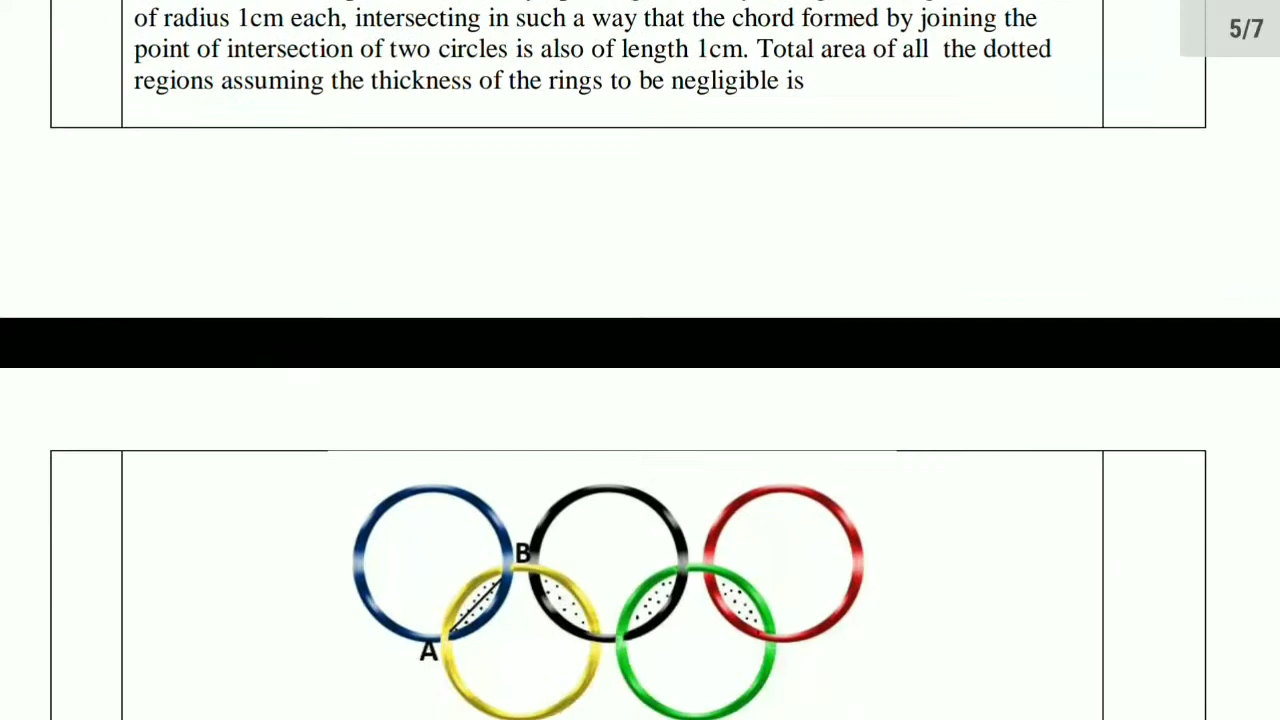 of radius 1cm each, intersecting in such a way that the chord formed by joining the
point of intersection of two circles is also of length 1cm. Total area of all the dotted
regions assuming the thickness of the rings to be negligible is
5/7
B
A